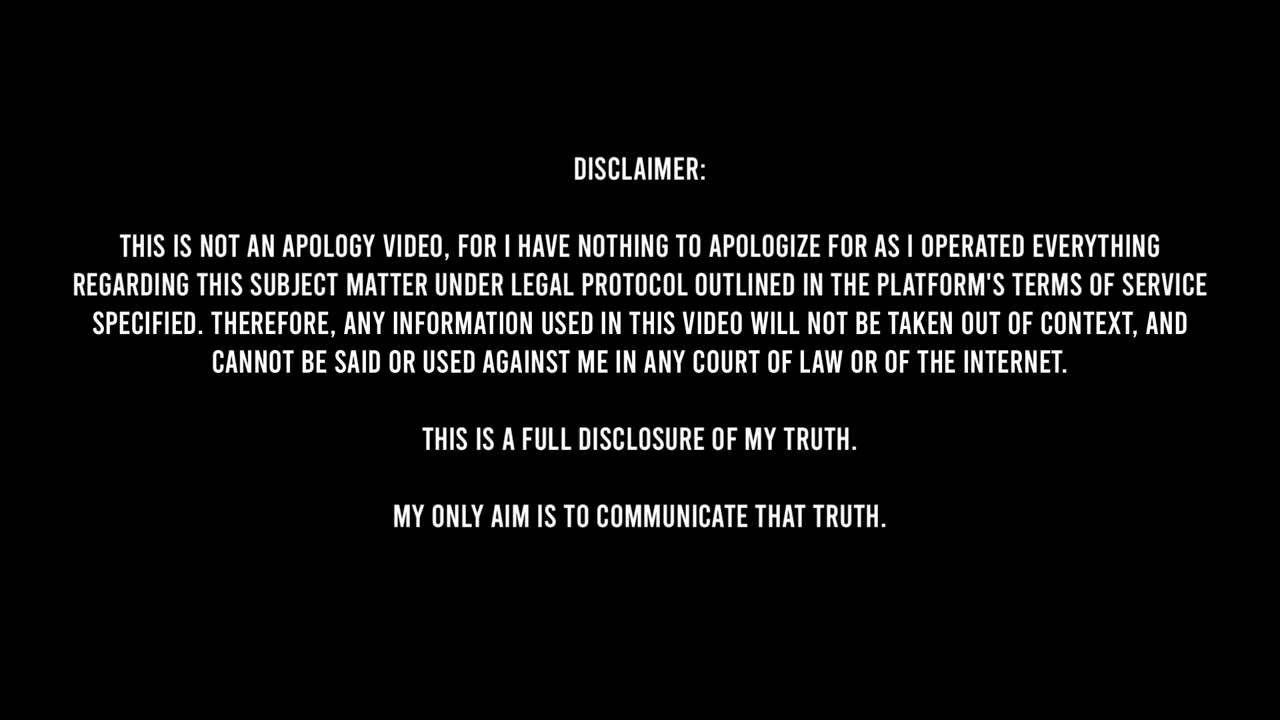 DISCLAIMER:
THIS IS NOT AN APOLOGY VIDEO, FOR I HAVE NOTHING TO APOLOGIZE FOR AS I OPERATED EVERYTHING
REGARDING THIS SUBJECT MATTER UNDER LEGAL PROTOCOL OUTLINED IN THE PLATFORM'S TERMS OF SERVICE
SPECIFIED. THEREFORE, ANY INFORMATION USED IN THIS VIDEO WILL NOT BE TAKEN OUT OF CONTEXT, AND
CANNOT BE SAID OR USED AGAINST ME IN ANY COURT OF LAW OR OF THE INTERNET.
THIS IS A FULL DISCLOSURE OF MY TRUTH.
MY ONLY AIM IS TO COMMUNICATE THAT TRUTH.